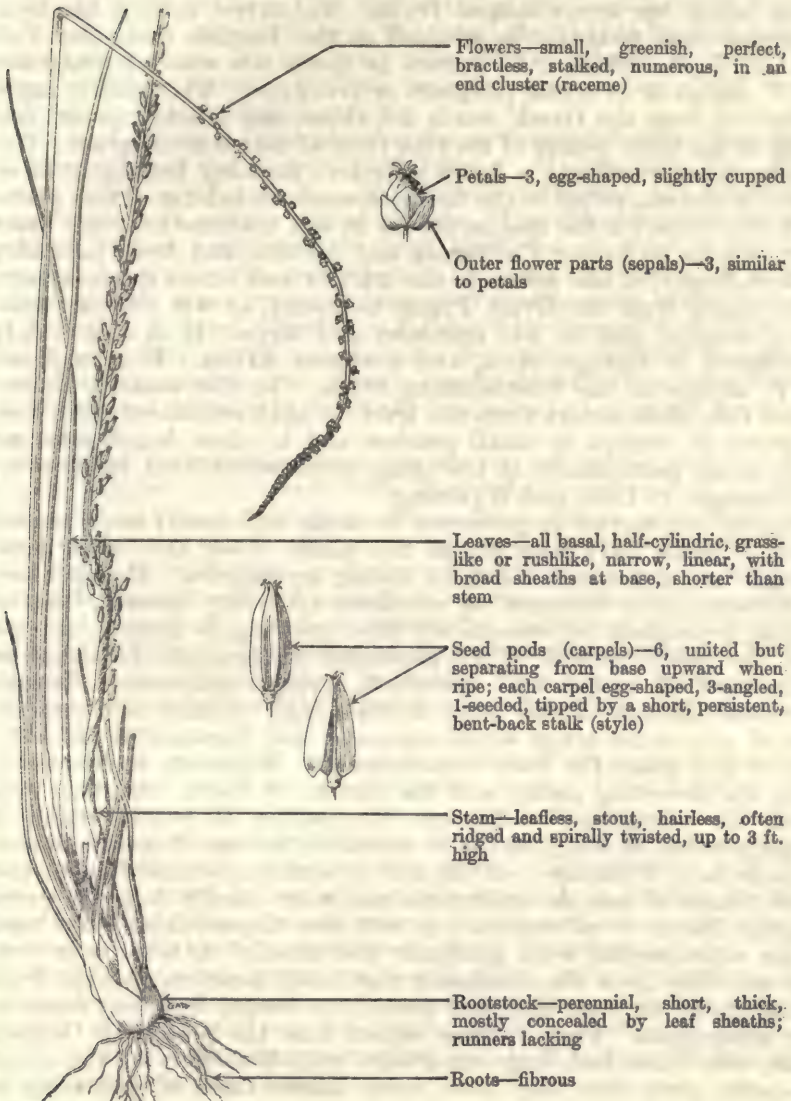 Flowers—small, greenish, perfect,
bractless, stalked, numerous, in an
end cluster (raceme)
Petals—3, egg-shaped, slightly cupped
Outer flower parts (sepals)—3, similar
to petals
Leaves—all basal, half-cylindric, grass-
like or rushlike, narrow, linear, with
broad sheaths at base, shorter than
stem
Seed pods (carpels)—6, united but
separating from base upward when
ripe; each carpel egg-shaped, 3-angled,
1-seeded, tipped by a short, persistent,
bent-back stalk (style)
Stem—leafless, stout, hairless, often
ridged and spirally twisted, up to 3 ft.
high
Rootstock—perennial, short, thick,
mostly concealed by leaf sheaths;
runners lacking
Roots—fibrous